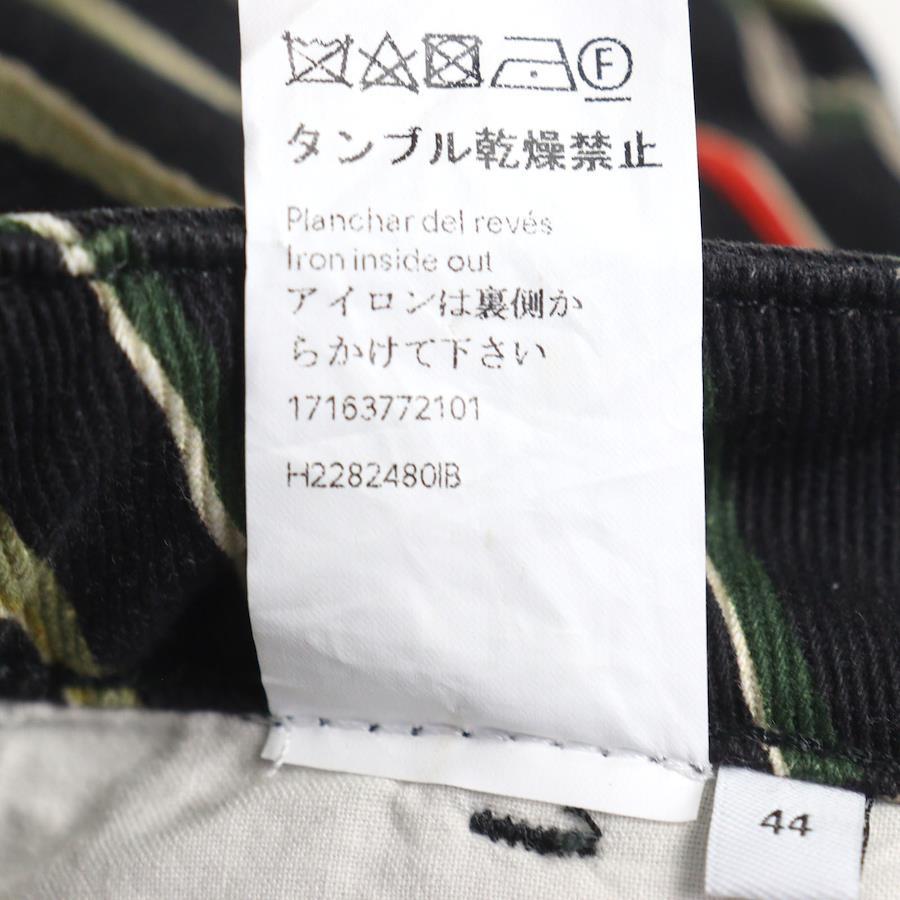 F
タンブル乾燥禁止
Planchar del revés
Iron inside out
アイロンは裏側か
らかけて下さい
17163772101
H2282480IB
44